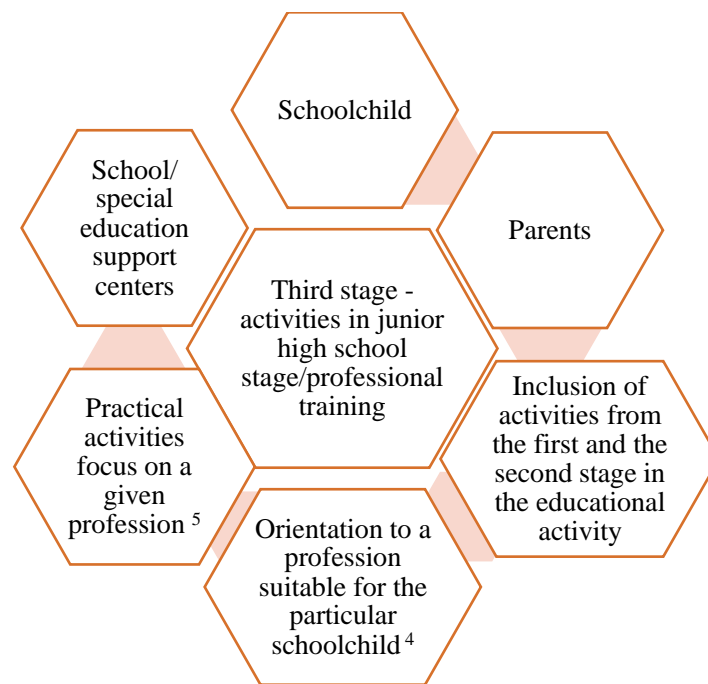 Schoolchild
Parents
Inclusion of
activities from
the first and the
second stage in
the educational
activity
Orientation to a
profession
suitable for the
particular
schoolchild 4
Practical
activities
focus on a
given
profession 5
School/
special
education
support
centers
Third stage -
activities in junior
high school
stage/professional
training